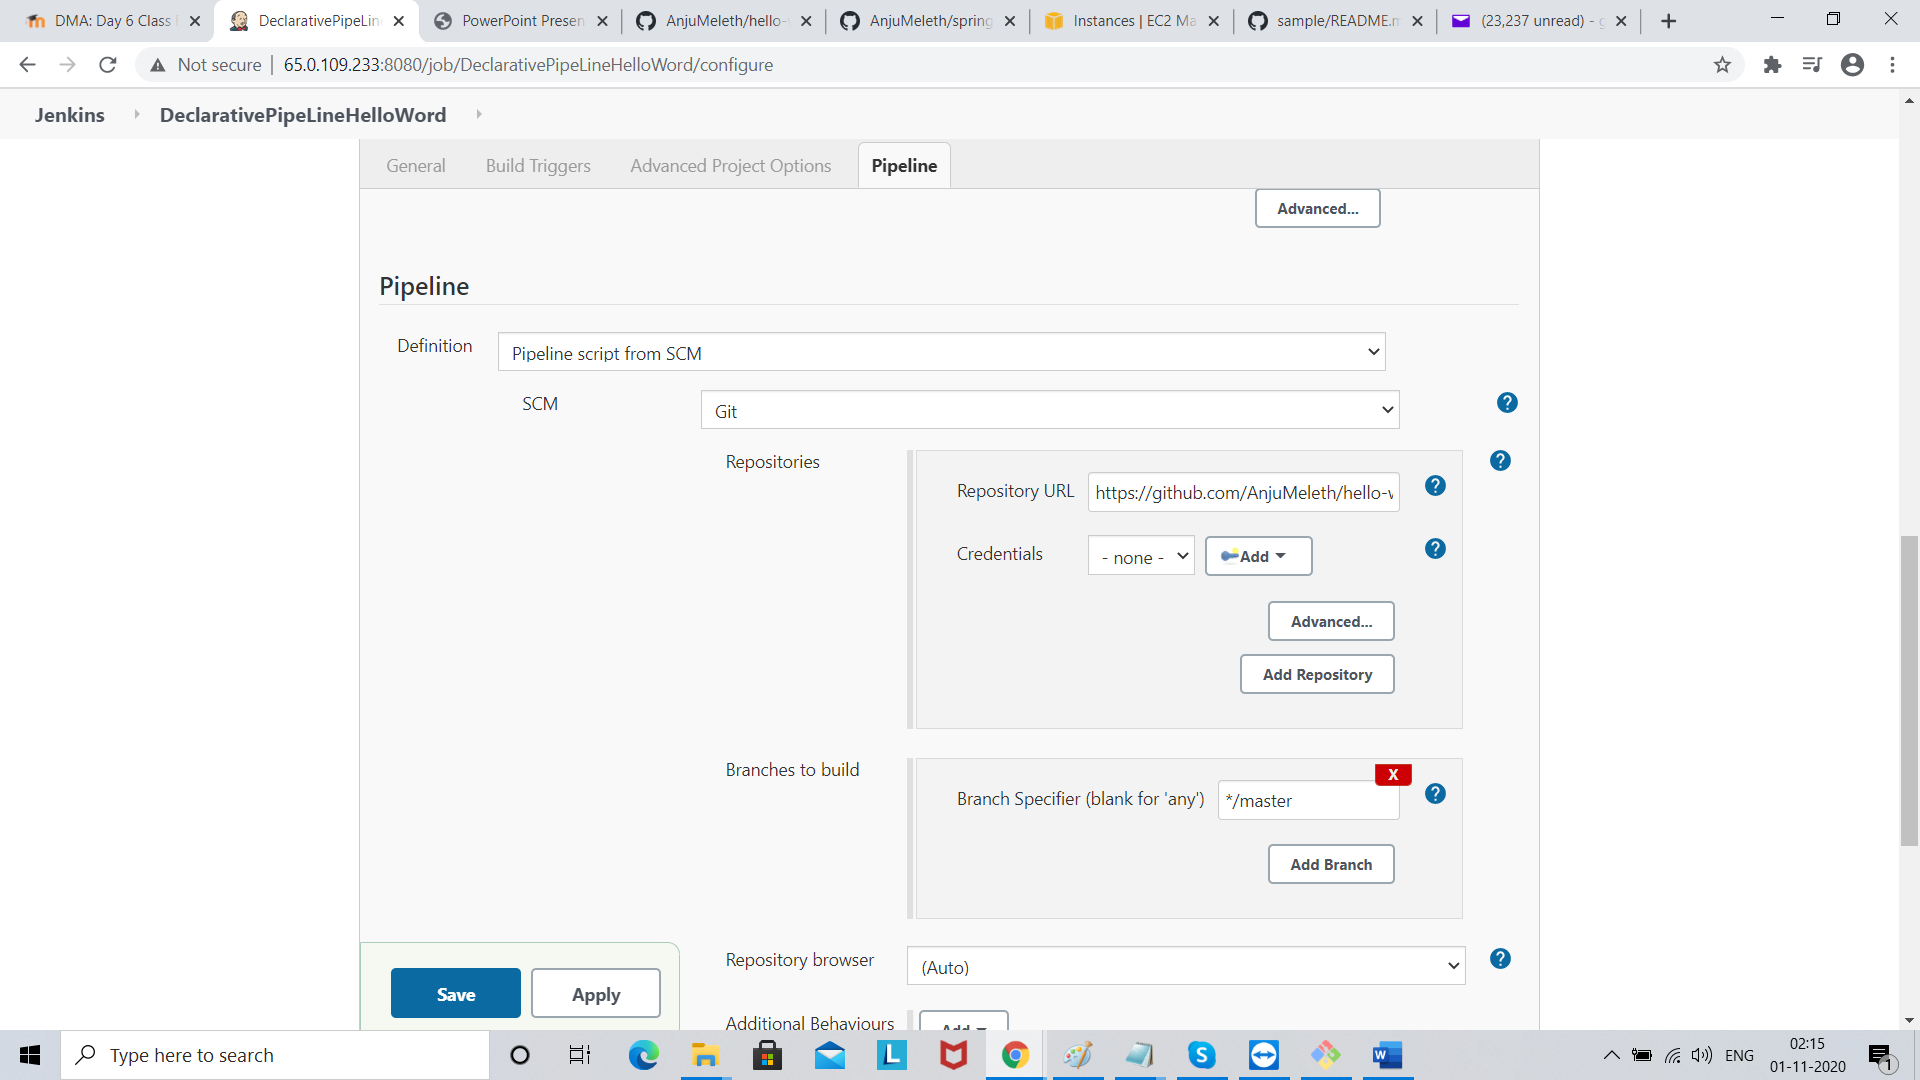 DMA: Day 6 Class
DeclarativePipeLin
PowerPoint Presen
AnjuMeleth/hello-
AnjuMeleth/spring
Instances | EC2 Ma
sample/README.m
(23,237 unread) - g
Not secure
65.0.109.233:8080/job/DeclarativePipeLineHelloWord/configure
Jenkins
DeclarativePipeLineHelloWord
General
Build Triggers
Advanced Project Options
Pipeline
Advanced...
Pipeline
Definition
Pipeline script from SCM
SCM
Git
?
Repositories
?
Repository URL
https://github.com/AnjuMeleth/hello-w
?
Credentials
- none -
Add
?
Advanced...
Add Repository
Branches to build
X
Branch Specifier (blank for 'any')
*/master
?
Add Branch
Repository browser
(Auto)
?
Save
Apply
Additional Behaviours
Add
Type here to search
L
S
W
ENG
02:15
01-11-2020
1